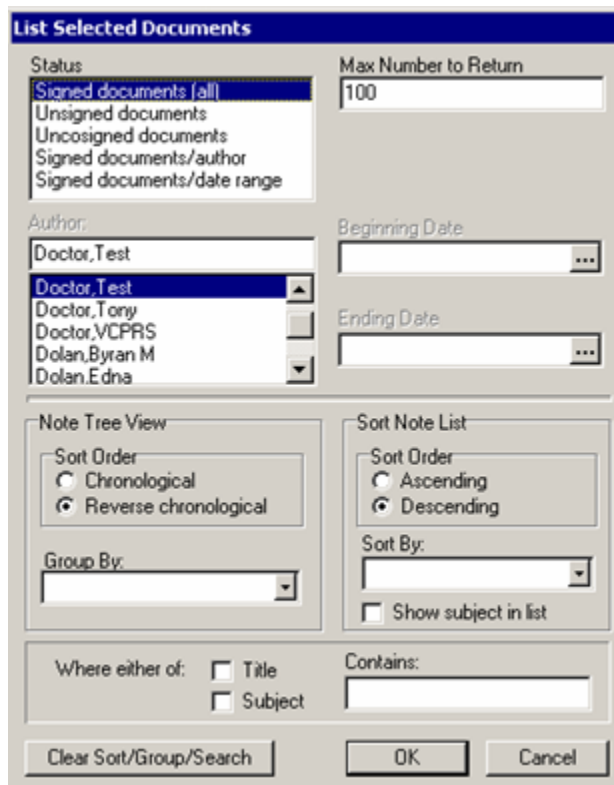 List Selected Documents
Status
Signed documents (all)
Unsigned documents
Uncosigned documents
Signed documents/author
Signed documents/date range
Max Number to Return
100
Author:
Doctor,Test
Doctor,Test
Doctor,Tony
Doctor,VCPRS
Dolan,Byran M
Dolan,Edna
Beginning Date
...
Ending Date
...
Note Tree View
Sort Order
Chronological
Reverse chronological
Group By:
Sort Note List
Sort Order
Ascending
Descending
Sort By:
Show subject in list
Where either of:
Title
Subject
Contains:
Clear Sort/Group/Search
OK
Cancel